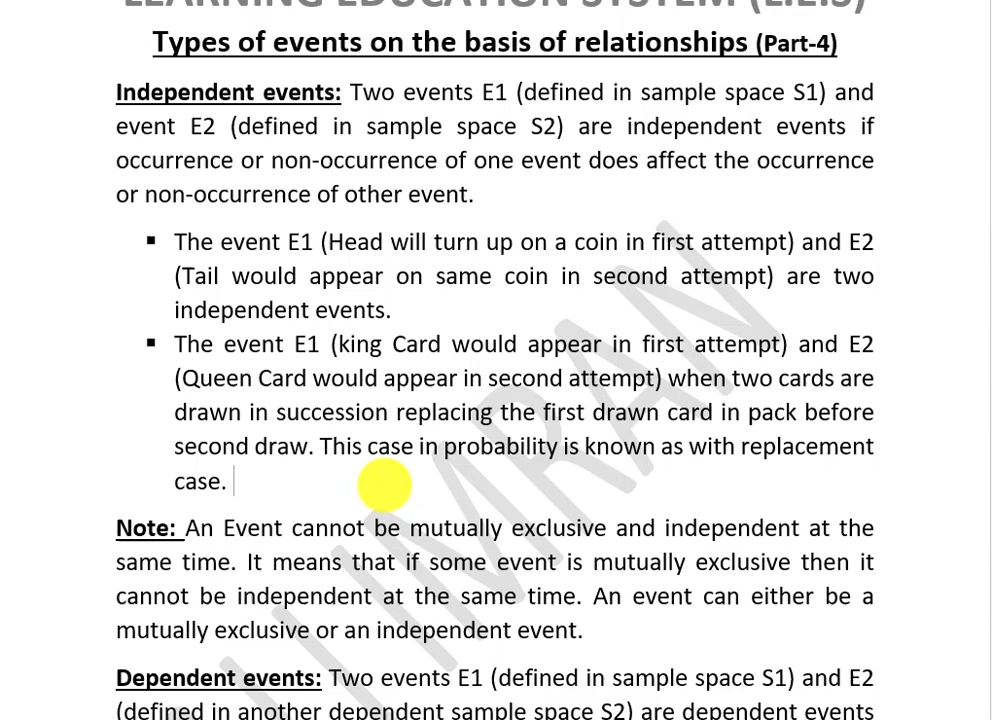 LEARNING EDUCATION SYSTEM (L.E.S)
Types of events on the basis of relationships (Part-4)
Independent events: Two events E1 (defined in sample space S1) and
event E2 (defined in sample space S2) are independent events if
occurrence or non-occurrence of one event does affect the occurrence
or non-occurrence of other event.
▪ The event E1 (Head will turn up on a coin in first attempt) and E2
(Tail would appear on same coin in second attempt) are two
independent events.
▪ The event E1 (king Card would appear in first attempt) and E2
(Queen Card would appear in second attempt) when two cards are
drawn in succession replacing the first drawn card in pack before
second draw. This case in probability is known as with replacement
case.
Note: An Event cannot be mutually exclusive and independent at the
same time. It means that if some event is mutually exclusive then it
cannot be independent at the same time. An event can either be a
mutually exclusive or an independent event.
Dependent events: Two events E1 (defined in sample space S1) and E2
(defined in another dependent sample space S2) are dependent events
IMRAN